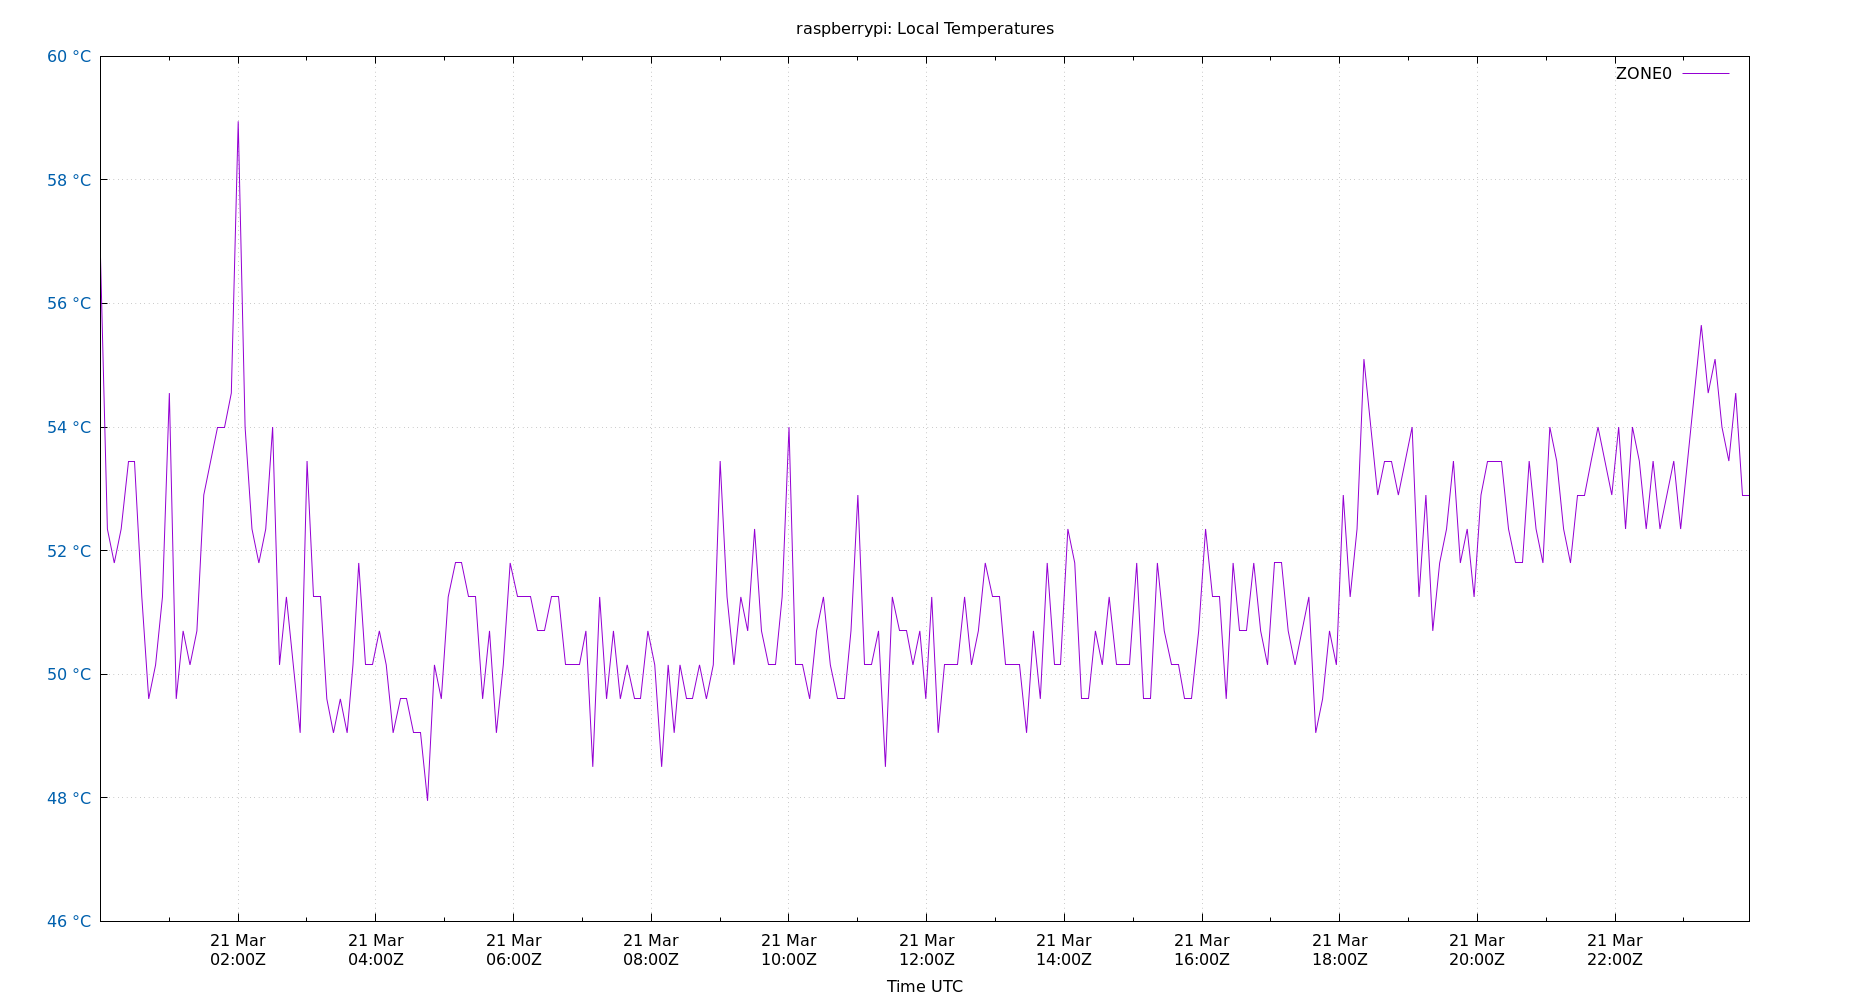 raspberrypi: Local Temperatures
ZONE0
60 °C
58 °C
56 °C
54 °C
52 °C
50 °C
48 °C
46 °C
21 Mar 21 Mar 21 Mar 21 Mar 21 Mar 21 Mar 21 Mar 21 Mar 21 Mar 21 Mar 21 Mar
02:00Z 04:00Z 06:00Z 08:00Z 10:00Z 12:00Z 14:00Z 16:00Z 18:00Z 20:00Z 22:00Z
Time UTC